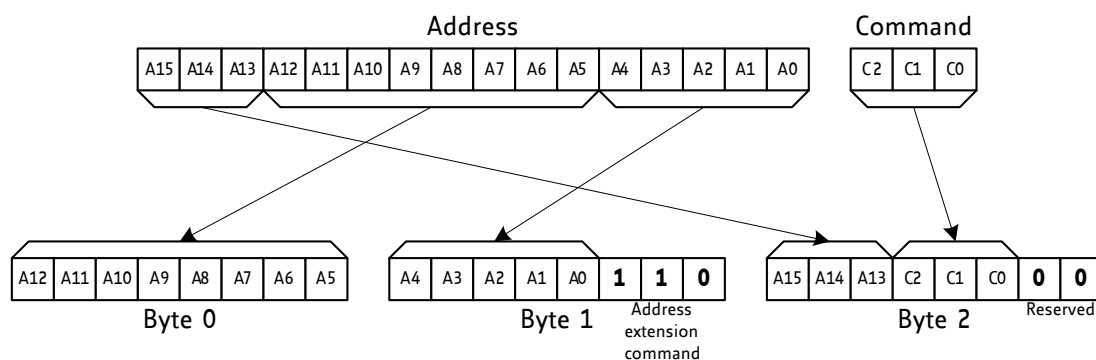 Address Command
A15 A14 A13 A12 A11 A10 A9 A8 A7 A6 A5 A4 A3 A2 A1 A0 C2 C1 C0
A12 A11 A10 A9 A8 A7 A6 A5 A4 A3 A2 A1 A0 1 1 0 A15 A14 A13 C2 C1 C0 0 0
Byte 0 Byte 1 Address Byte 2 Reserved
extension
command